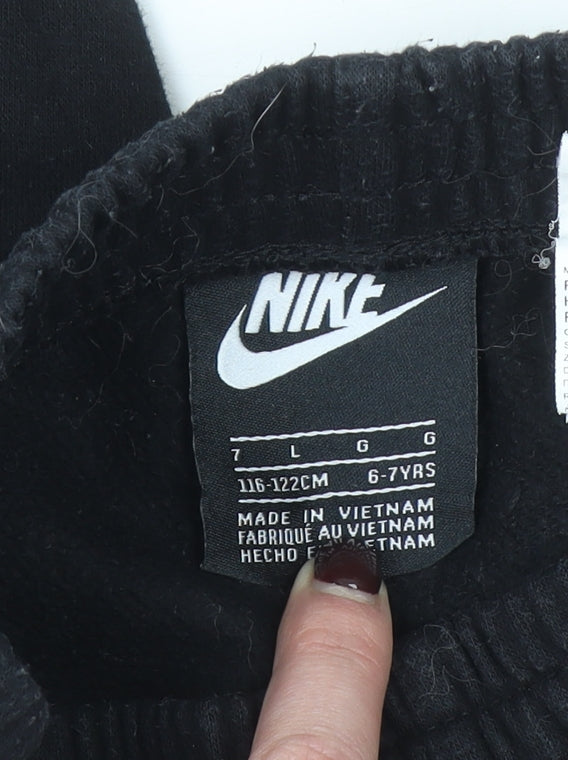 NIKE
7 L G G
116-122CM 6-7YRS
MADE IN VIETNAM
FABRIQUÉ AU VIETNAM
HECHO